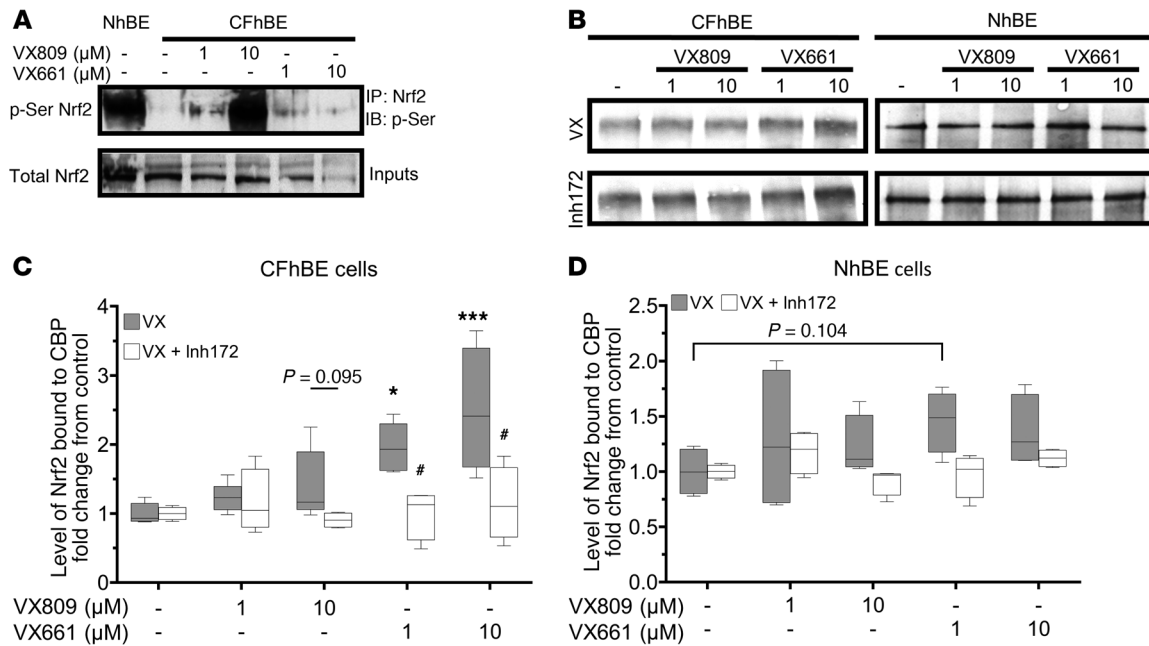 A
NhBE CFhBE
VX809 (µM) - - 1 10 - -
VX661 (µM) - - - - 1 10
p-Ser Nrf2
IP: Nrf2
IB: p-Ser
Total Nrf2
Inputs
B
CFhBE NhBE
VX809 VX661 VX809 VX661
- 1 10 1 10 - 1 10 1 10
VX
Inh172
C
CFhBE cells
Level of Nrf2 bound to CBP
fold change from control
4
3
2
1
0
VX
VX + Inh172
P = 0.095
*
#
***
#
VX809 (µM) - 1 10 - -
VX661 (µM) - - - 1 10
D
NhBE cells
Level of Nrf2 bound to CBP
fold change from control
2.5
2.0
1.5
1.0
0.5
0.0
VX VX + Inh172
P = 0.104
VX809 (µM) - 1 10 - -
VX661 (µM) - - - 1 10